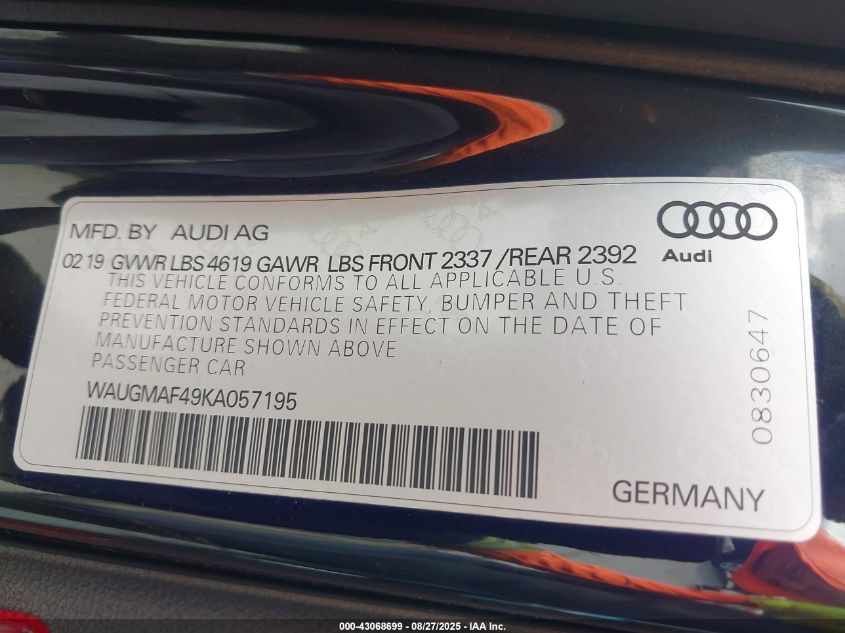 MFD. BY AUDI AG
Audi
02 19 GVWR LBS 4619 GAWR LBS FRONT 2337 /REAR 2392
THIS VEHICLE CONFORMS TO ALL APPLICABLE U.S.
FEDERAL MOTOR VEHICLE SAFETY, BUMPER AND THEFT
PREVENTION STANDARDS IN EFFECT ON THE DATE OF
MANUFACTURE SHOWN ABOVE
PASSENGER CAR
WAUGMAF49KA057195
0830647
GERMANY
000-43068699 - 08/27/2025 - IAA Inc.